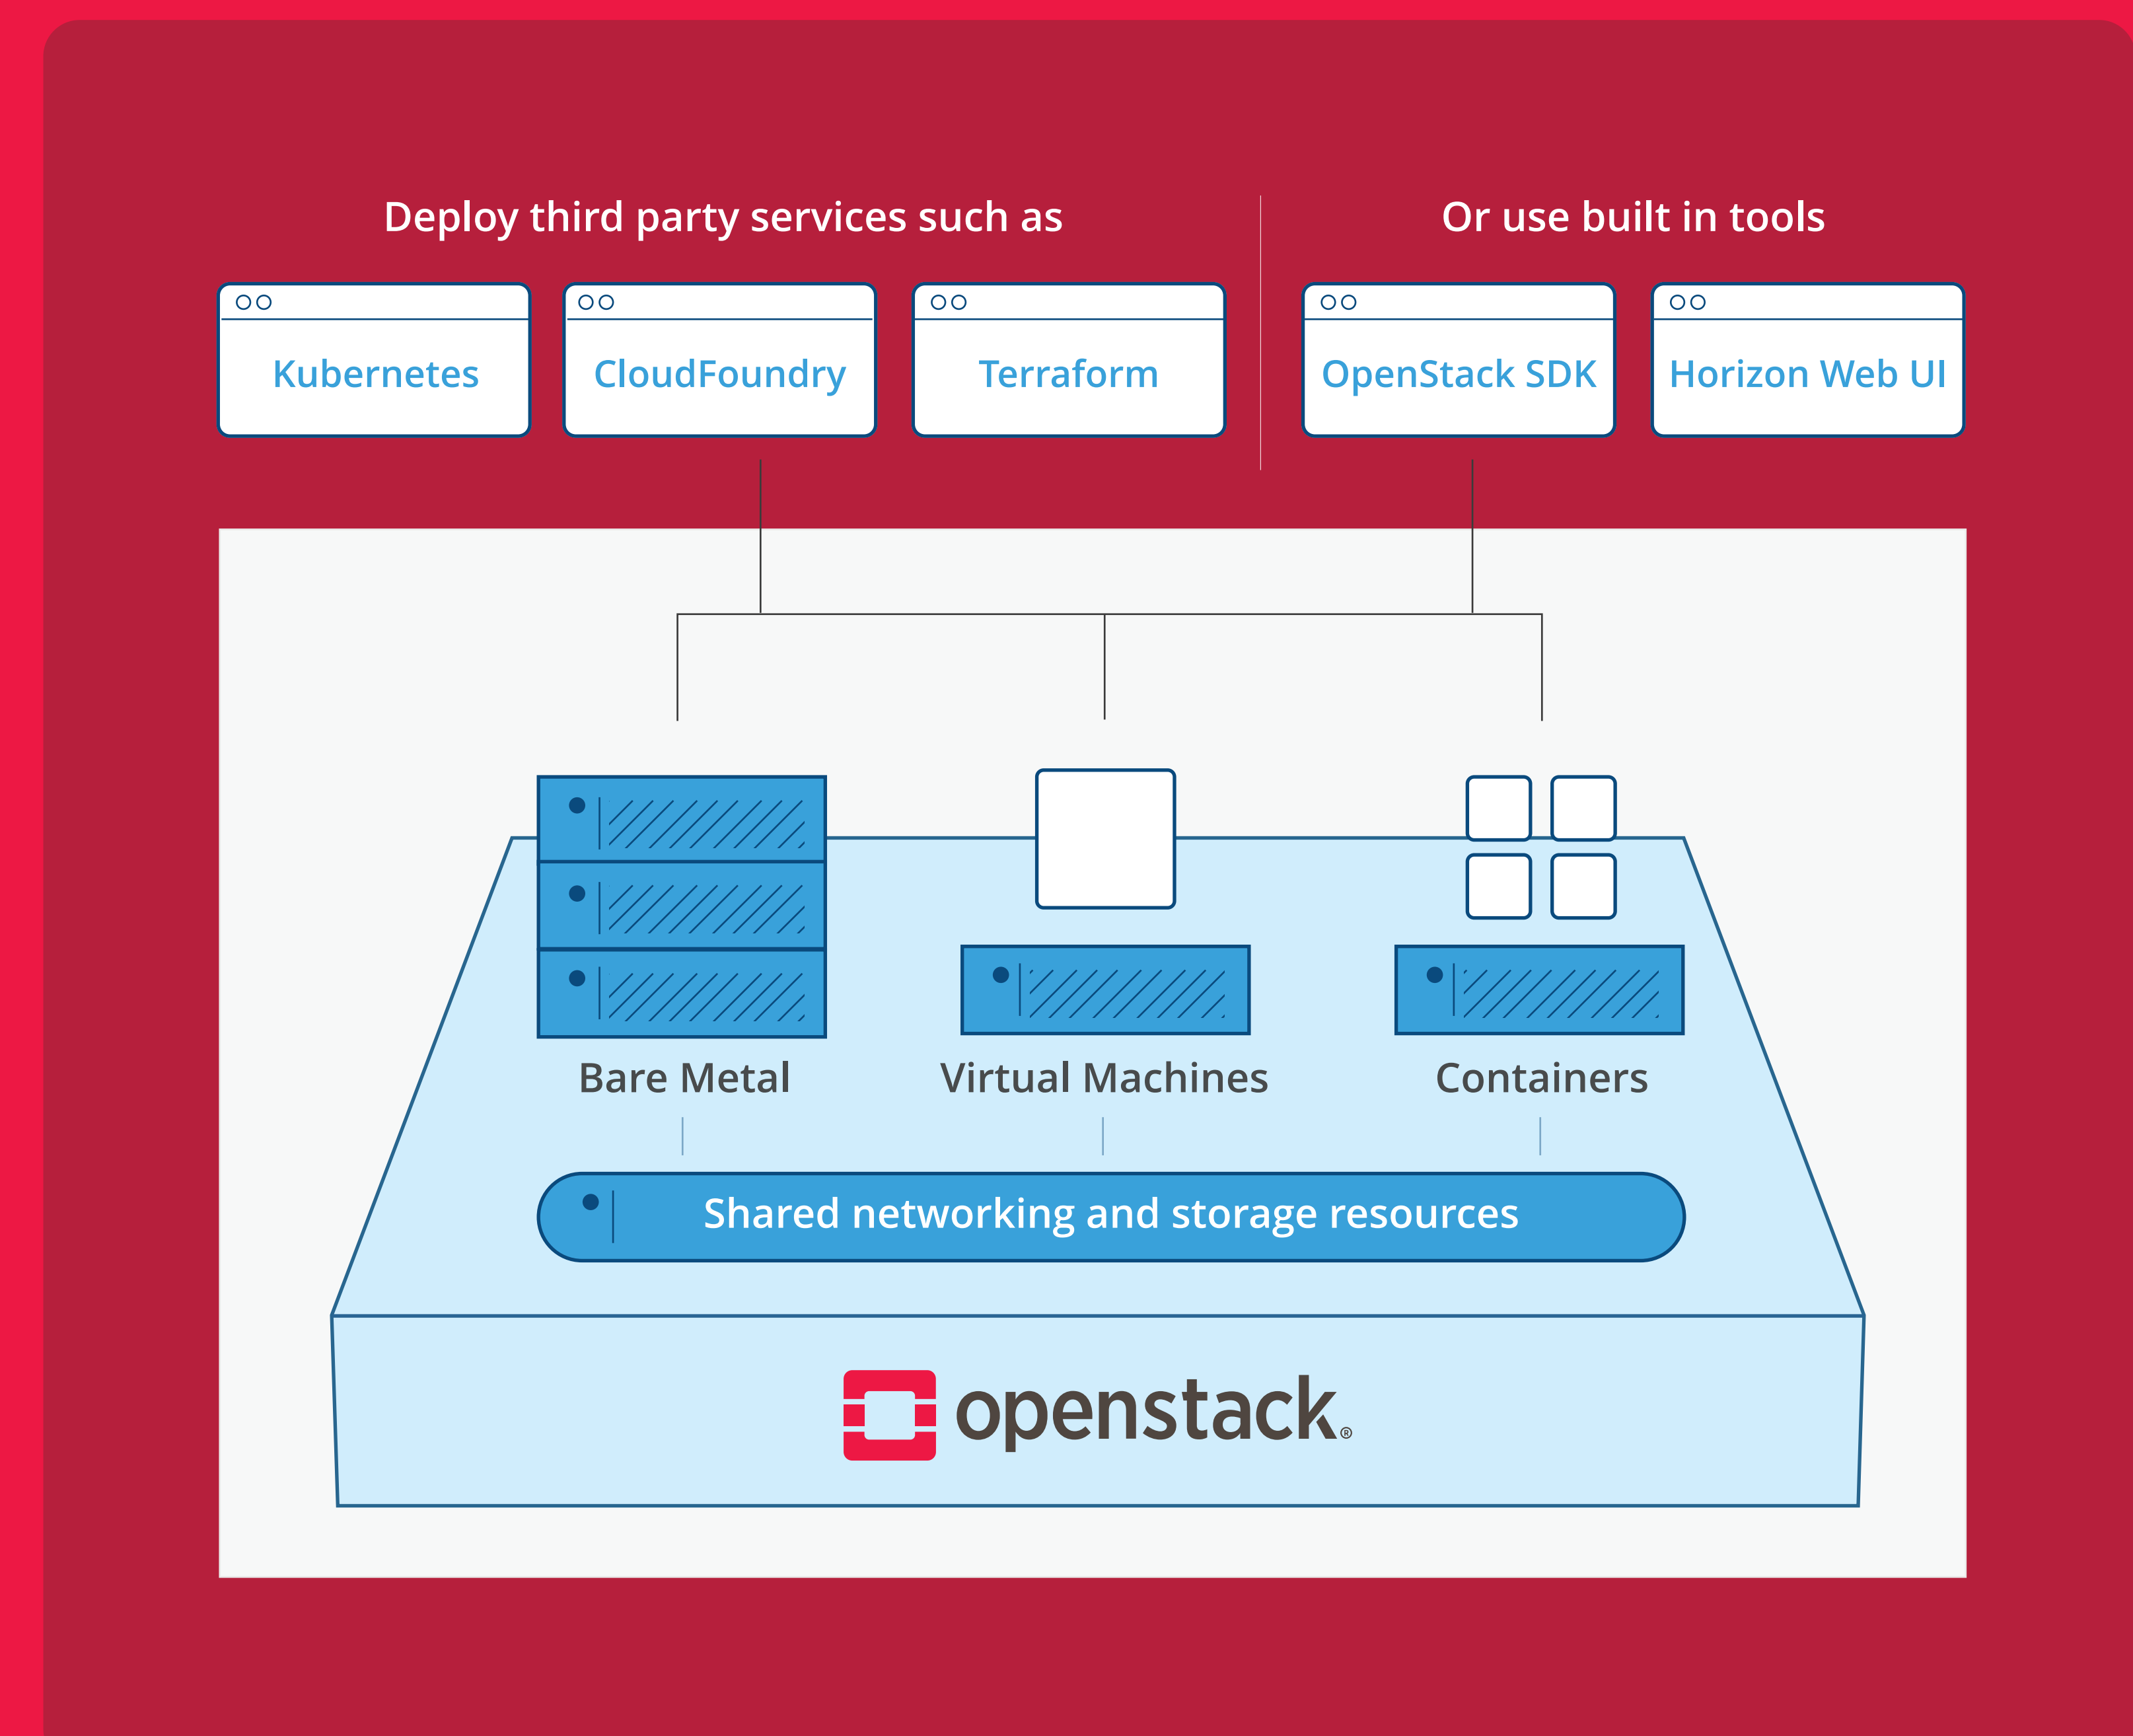 Deploy third party services such as
Or use built in tools
Kubernetes
CloudFoundry
Terraform
OpenStack SDK
Horizon Web UI
Bare Metal
Virtual Machines
Containers
Shared networking and storage resources
openstack®